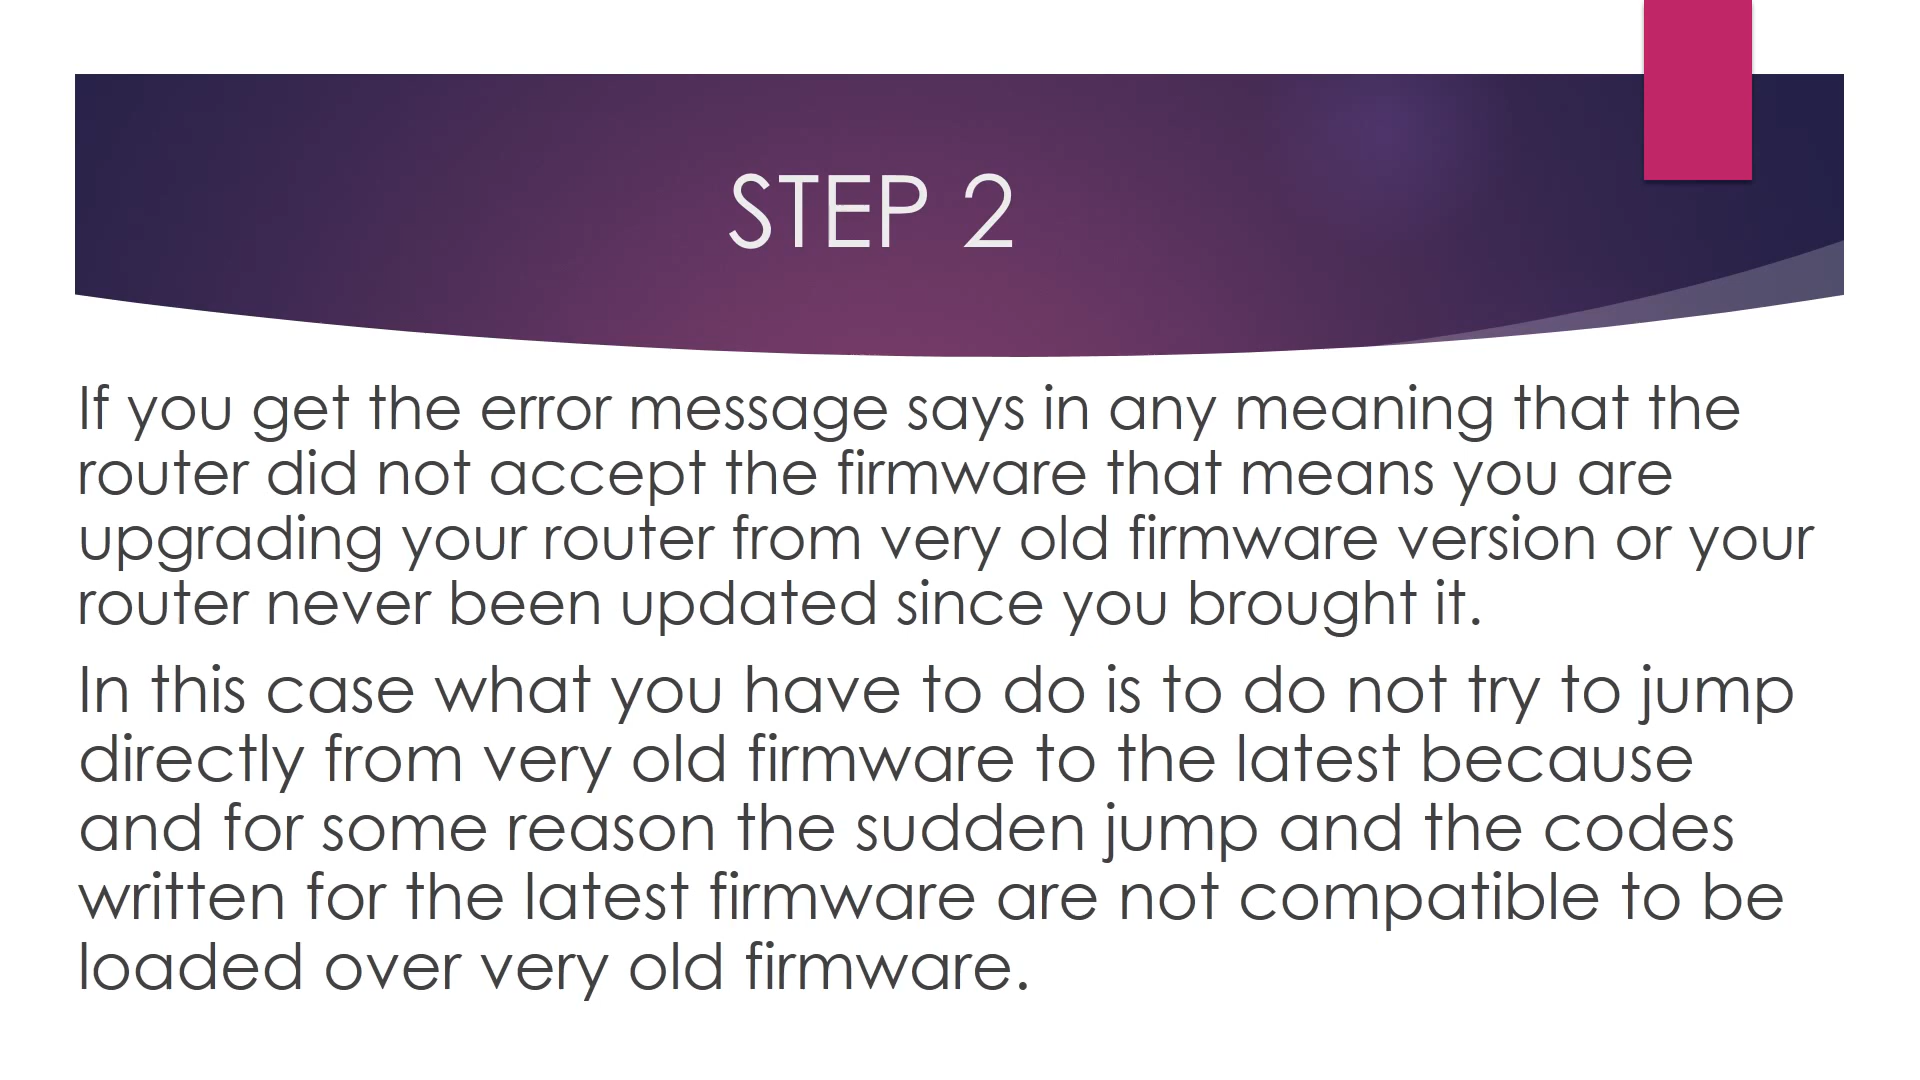 STEP 2
If you get the error message says in any meaning that the
router did not accept the firmware that means you are
upgrading your router from very old firmware version or your
router never been updated since you brought it.
In this case what you have to do is to do not try to jump
directly from very old firmware to the latest because
and for some reason the sudden jump and the codes
written for the latest firmware are not compatible to be
loaded over very old firmware.